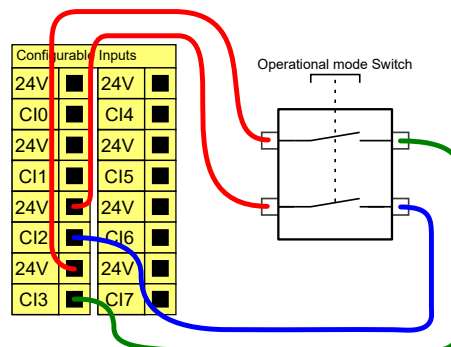 Configurable Inputs
Operational mode Switch
24V 24V
CI0 CI4
24V 24V
CI1 CI5
24V 24V
CI2 CI6
24V 24V
CI3 CI7